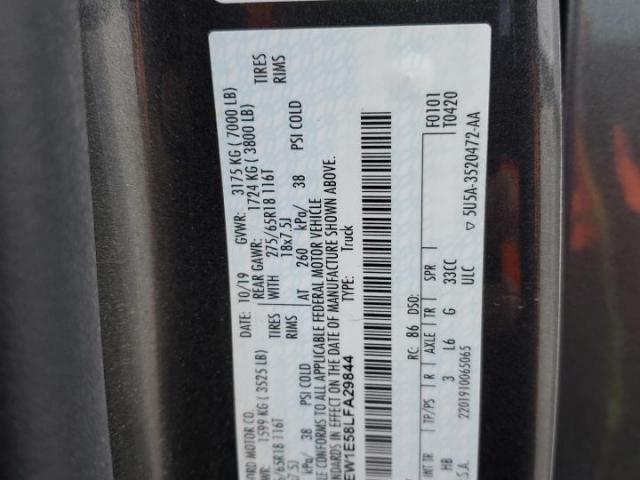 ORD MOTOR CO.
DATE: 10/19 GVWR: 3175 KG ( 7000 LB)
1599 KG ( 3525 LB) REAR GAWR: 1724 KG ( 3800 LB)
/65R18 116T TIRES WITH 275/65R18 116T TIRES
7.5J RIMS 18x7.5J RIMS
kPa/ 38 PSI COLD AT 260 kPa/ 38 PSI COLD
CONFORMS TO ALL APPLICABLE FEDERAL MOTOR VEHICLE
STANDARDS IN EFFECT ON THE DATE OF MANUFACTURE SHOWN ABOVE.
EW1E58LFA29844 TYPE: Truck
RC: 86 DSO: F0101
T0420
INT TR TP/PS R AXLE TR SPR
HB 3 L6 G 33CC
.S.A. 2201910065065 ULC ▽ 5U5A-3520472-AA